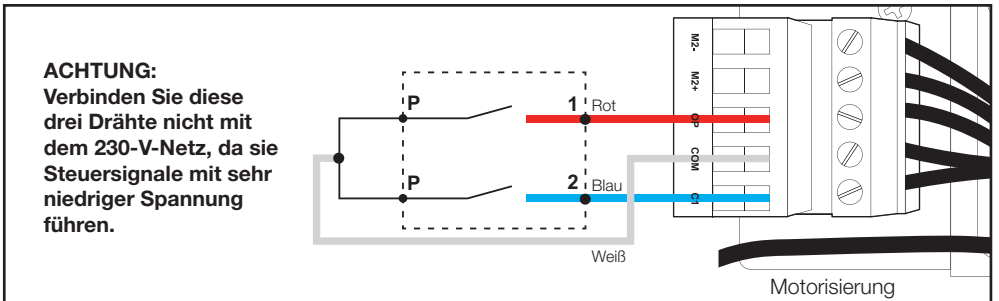 ACHTUNG:
Verbinden Sie diese
drei Drähte nicht mit
dem 230-V-Netz, da sie
Steuersignale mit sehr
niedriger Spannung
führen.
P
1 Rot
P
2 Blau
Weiß
M2-
M2+
OP
COM
C1
Motorisierung